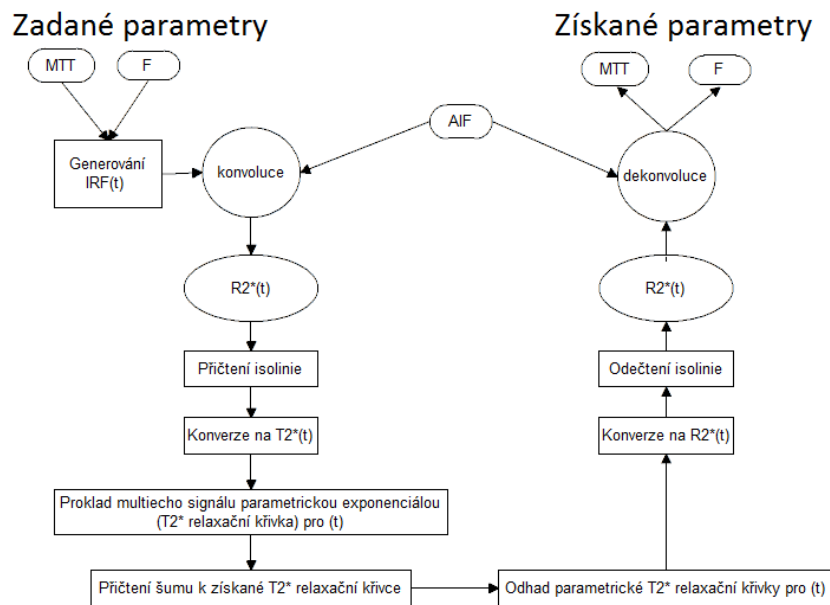 Zadané parametry
Získané parametry
MTT
F
MTT
F
AIF
Generování
IRF(t)
konvoluce
dekonvoluce
R2*(t)
R2*(t)
Přičtení isolinie
Odečtení isolinie
Konverze na T2*(t)
Konverze na R2*(t)
Proklad multiecho signálu parametrickou exponenciálou
(T2* relaxační křivka) pro (t)
Přičtení šumu k získané T2* relaxační křivce
Odhad parametrické T2* relaxační křivky pro (t)